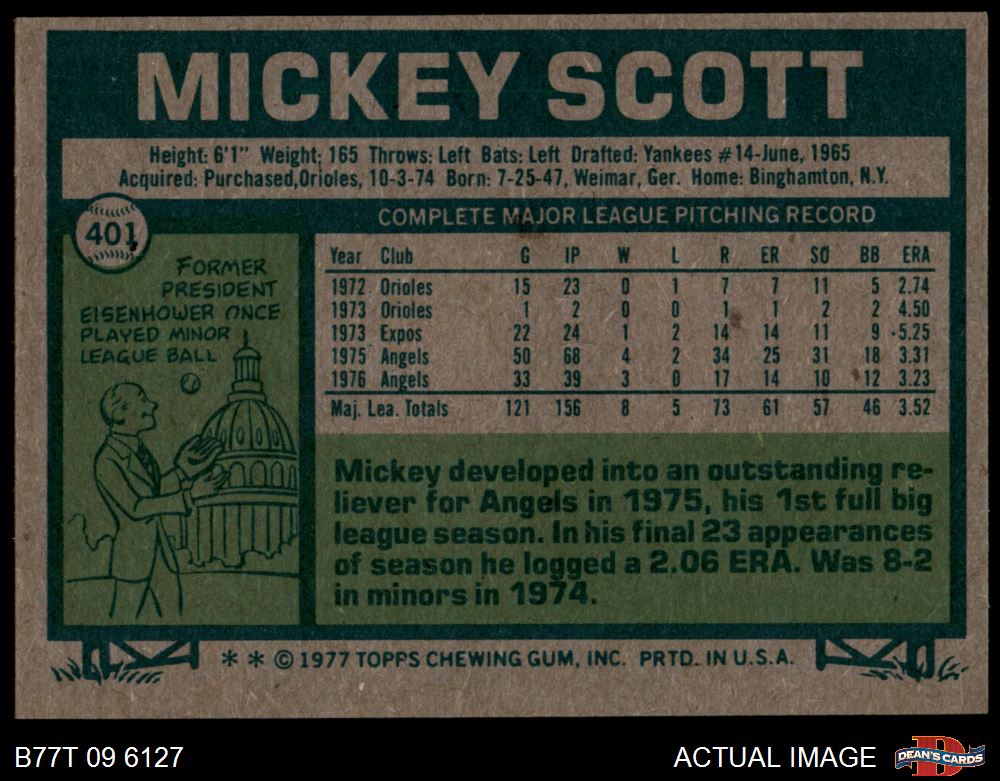 MICKEY SCOTT
Height: 6'1" Weight: 165 Throws: Left Bats: Left Drafted: Yankees #14-June, 1965
Acquired: Purchased, Orioles, 10-3-74 Born: 7-25-47, Weimar, Ger. Home: Binghamton, N.Y.
401
COMPLETE MAJOR LEAGUE PITCHING RECORD
Year Club G IP W L R ER SO BB ERA
1972 Orioles 15 23 0 1 7 7 11 5 2.74
1973 Orioles 1 2 0 0 1 1 2 2 4.50
1973 Expos 22 24 1 2 14 14 11 9 5.25
1975 Angels 50 68 4 2 34 25 31 18 3.31
1976 Angels 33 39 3 0 17 14 10 12 3.23
Maj. Lea. Totals 121 156 8 5 73 61 57 46 3.52
FORMER
PRESIDENT
EISENHOWER ONCE
PLAYED MINOR
LEAGUE BALL
Mickey developed into an outstanding re-
liever for Angels in 1975, his 1st full big
league season. In his final 23 appearances
of season he logged a 2.06 ERA. Was 8-2
in minors in 1974.
* * © 1977 TOPPS CHEWING GUM, INC. PRTD. IN U.S.A.
B77T 09 6127
ACTUAL IMAGE
D
DEAN'S CARDS